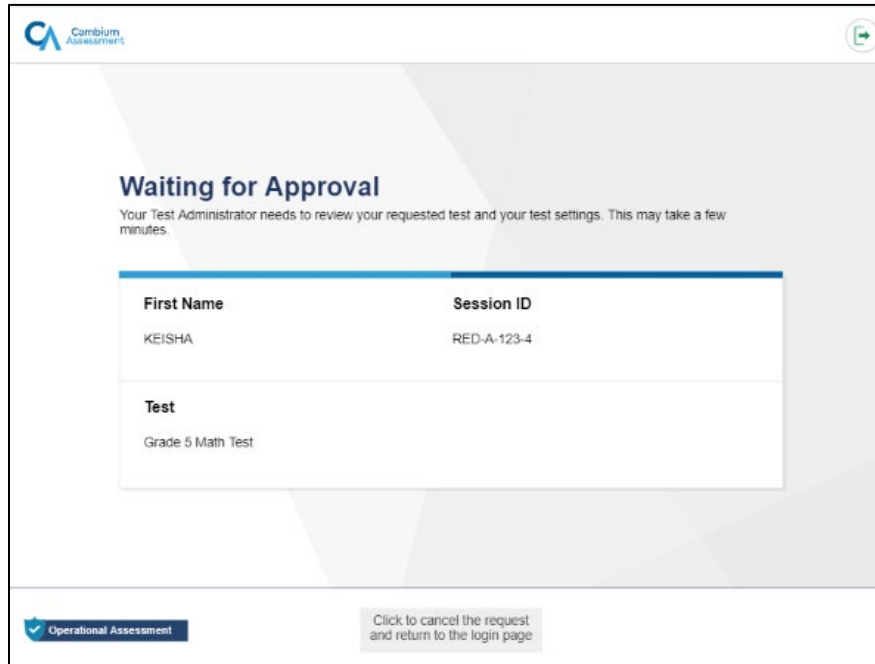 CA Cambium
Assessment
Waiting for Approval
Your Test Administrator needs to review your requested test and your test settings. This may take a few
minutes.
First Name
Session ID
KEISHA
RED-A-123-4
Test
Grade 5 Math Test
Operational Assessment
Click to cancel the request
and return to the login page